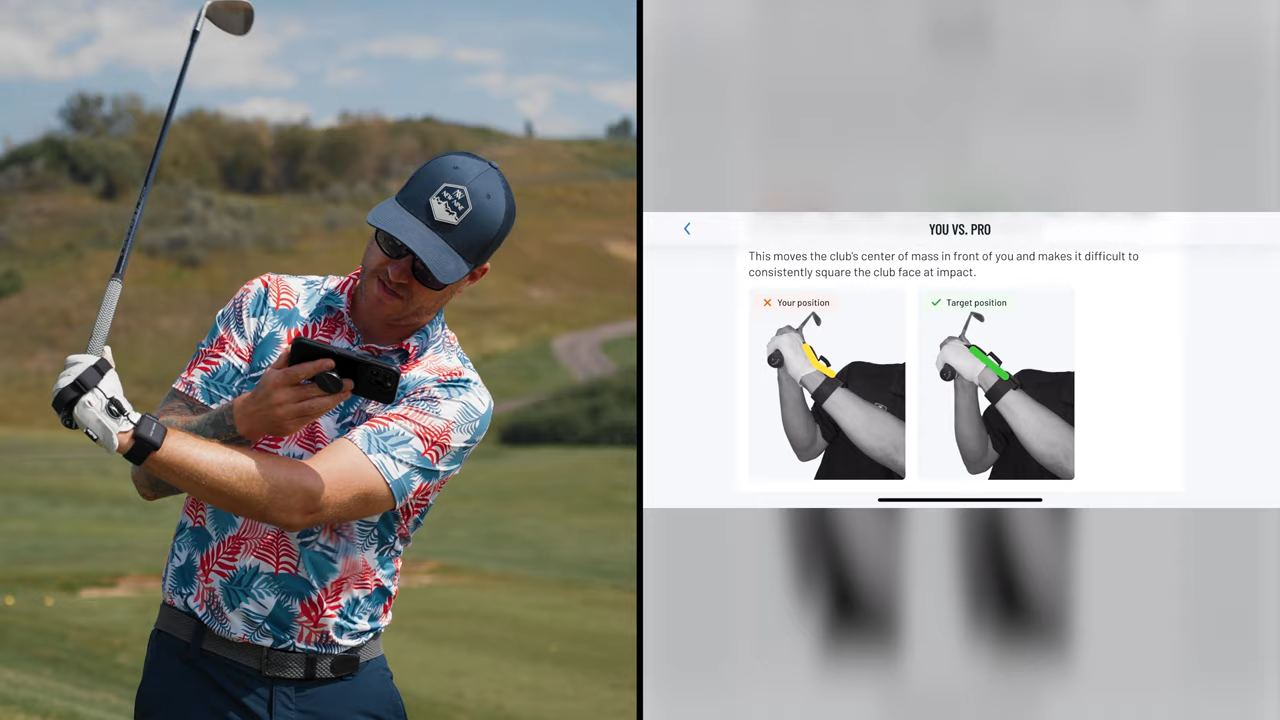 YOU VS. PRO
This moves the club's center of mass in front of you and makes it difficult to
consistently square the club face at impact.
Your position
Target position